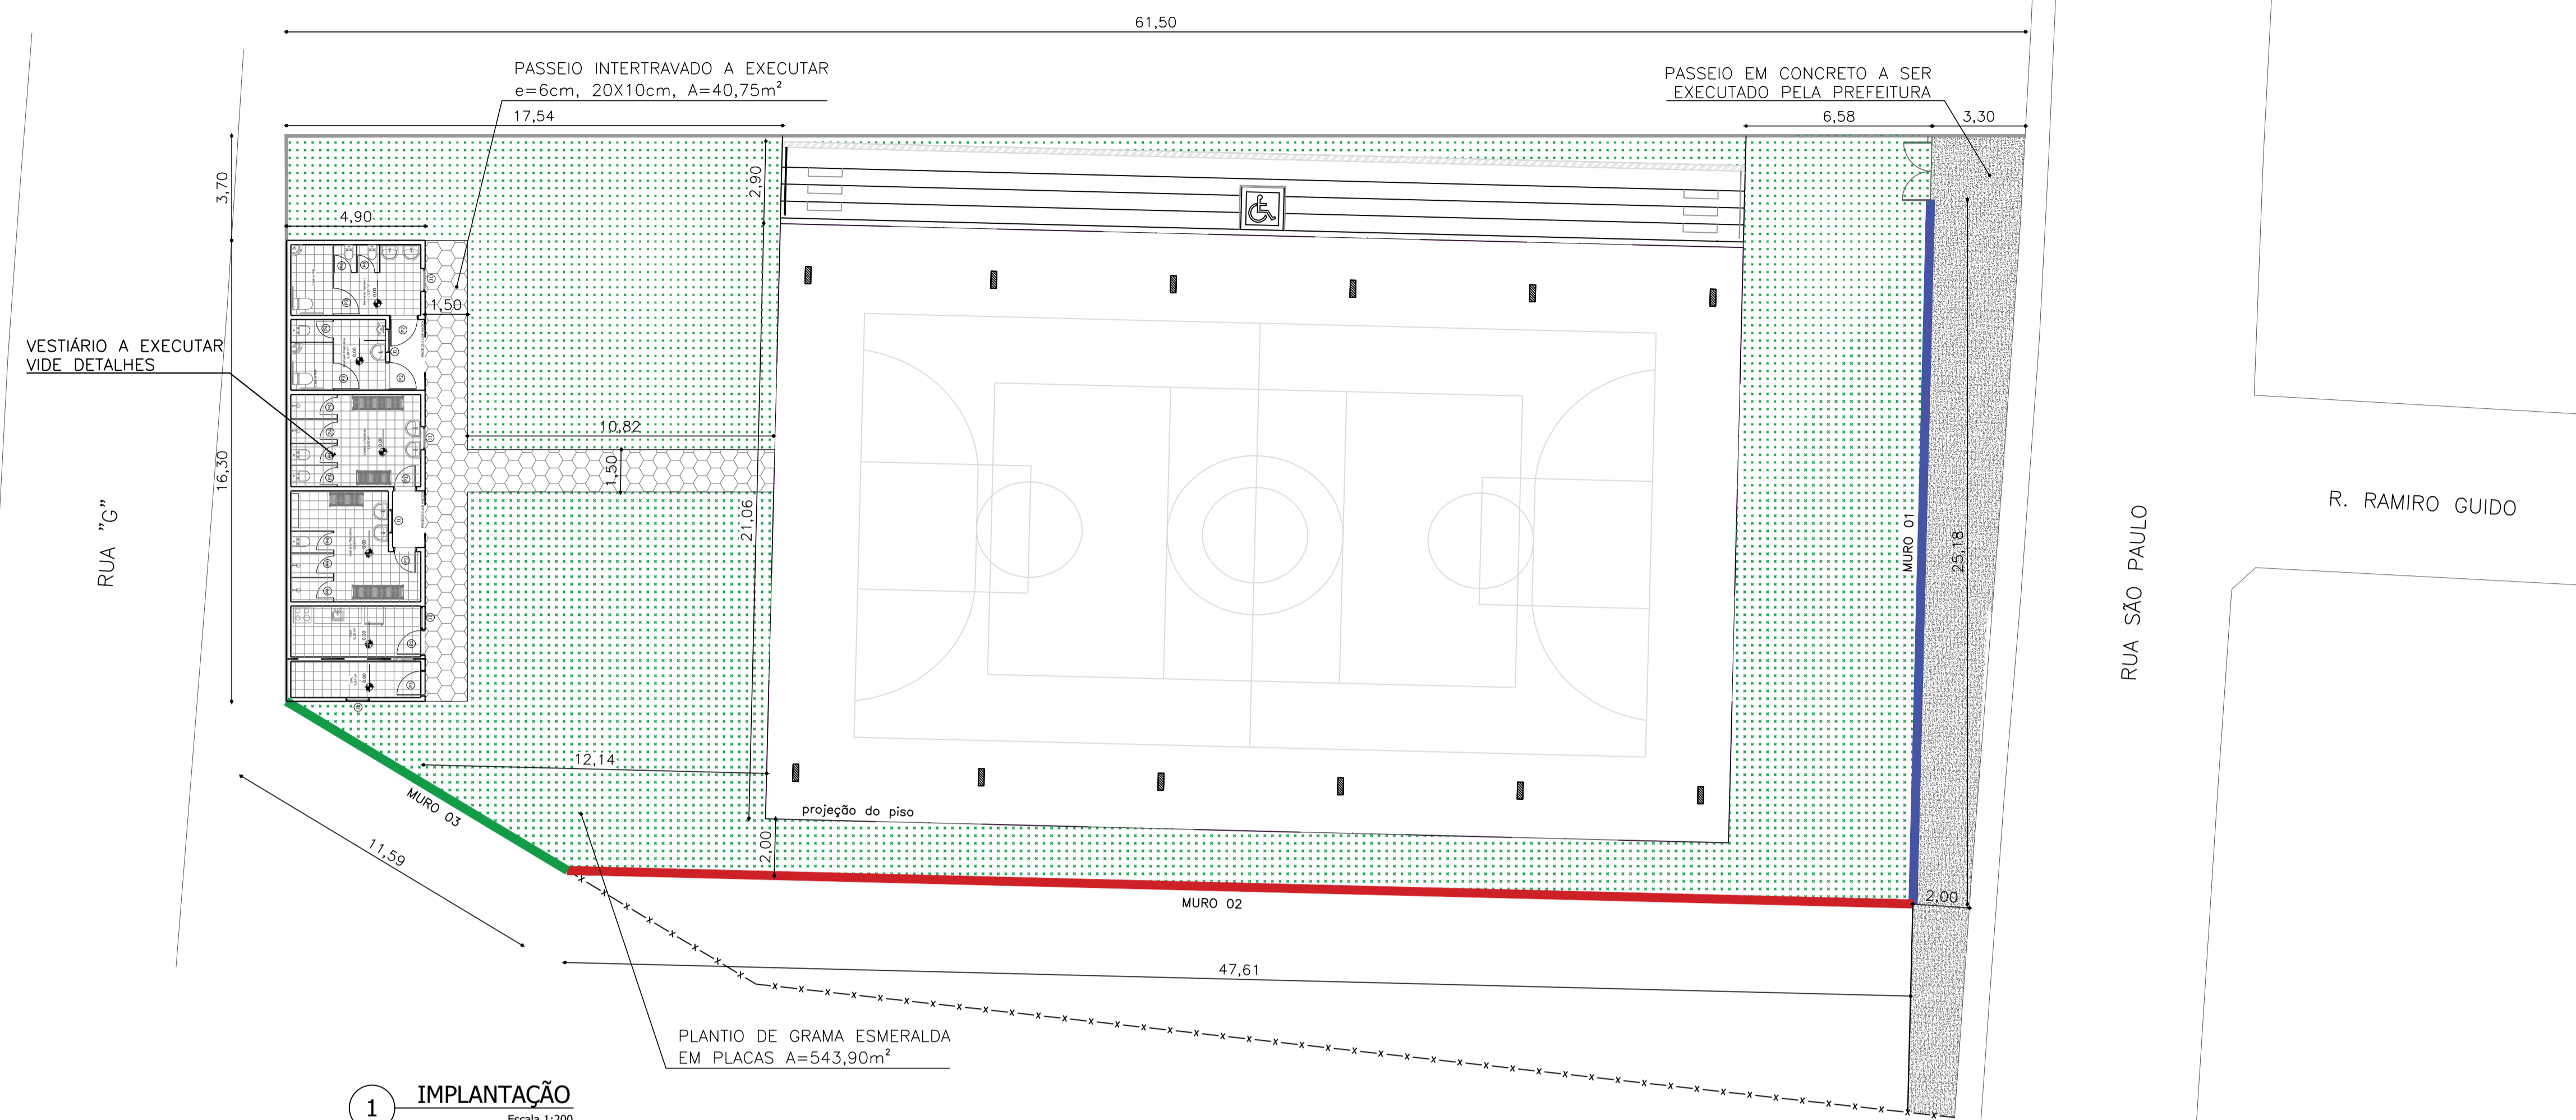 61,50
PASSEIO INTERTRAVADO A EXECUTAR
e=6cm, 20X10cm, A=40,75m²
PASSEIO EM CONCRETO A SER
EXECUTADO PELA PREFEITURA
17,54
6,58
3,30
3,70
2,90
4,90
1,50
VESTIÁRIO A EXECUTAR
VIDE DETALHES
10,82
1,50
16,30
21,06
RUA "G"
MURO 01
25,18
RUA SÃO PAULO
R. RAMIRO GUIDO
12,14
MURO 03
projeção do piso
2,00
11,59
MURO 02
2,00
47,61
PLANTIO DE GRAMA ESMERALDA
EM PLACAS A=543,90m²
1
IMPLANTAÇÃO
Escala 1:200